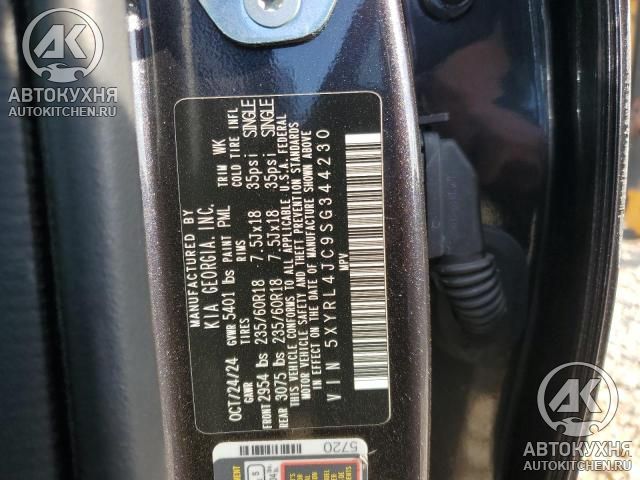 АВТОКУХНЯ
AUTOKITCHEN.RU
MANUFACTURED BY
KIA GEORGIA, INC.
OCT/24/24 GVWR 5401 lbs PAINT PML TRIM WK
GAWR TIRES RIMS COLD TIRE INFL
FRONT 2954 lbs 235/60R18 7.5Jx18 35psi SINGLE
REAR 3075 lbs 235/60R18 7.5Jx18 35psi SINGLE
THIS VEHICLE CONFORMS TO ALL APPLICABLE U.S.A. FEDERAL
MOTOR VEHICLE SAFETY AND THEFT PREVENTION STANDARDS
IN EFFECT ON THE DATE OF MANUFACTURE SHOWN ABOVE
VIN 5XYRL4JC9SG344230
MPV
5720
АВТОКУХНЯ
AUTOKITCHEN.RU